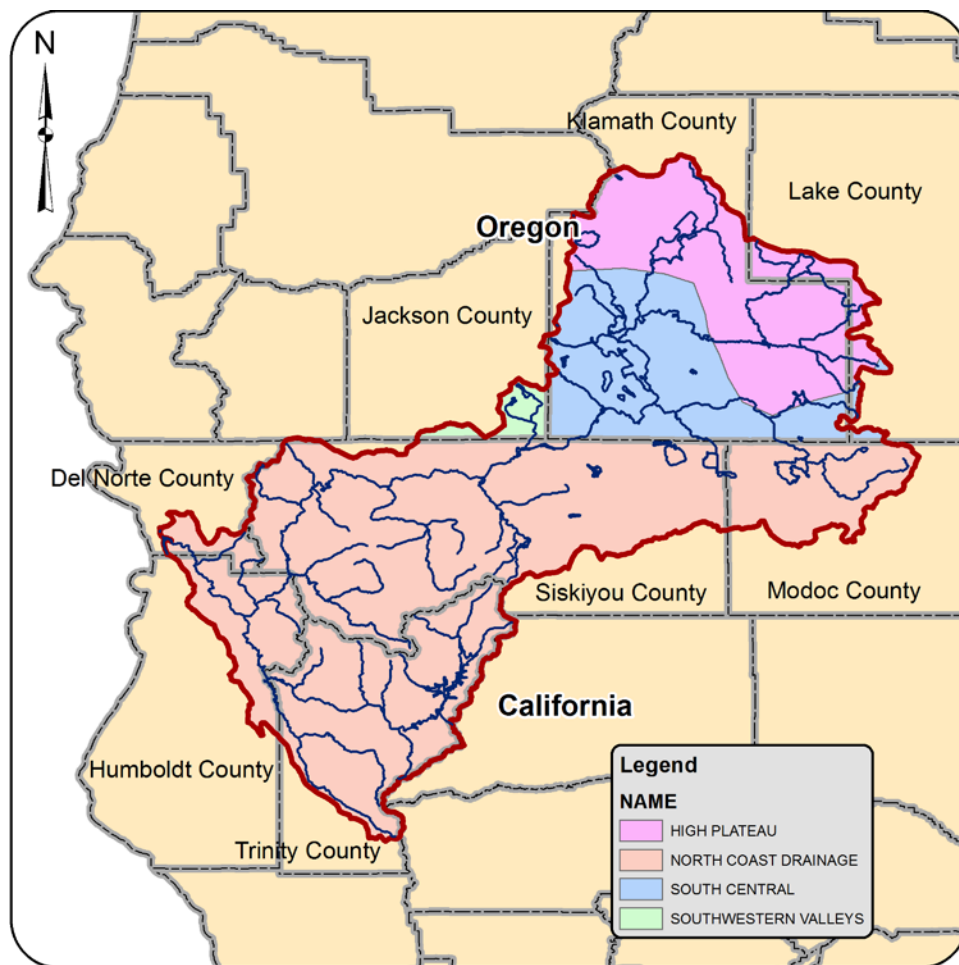 N
Klamath County
Lake County
Oregon
Jackson County
Del Norte County
Siskiyou County
Modoc County
California
Humboldt County
Trinity County
Legend
NAME
HIGH PLATEAU
NORTH COAST DRAINAGE
SOUTH CENTRAL
SOUTHWESTERN VALLEYS